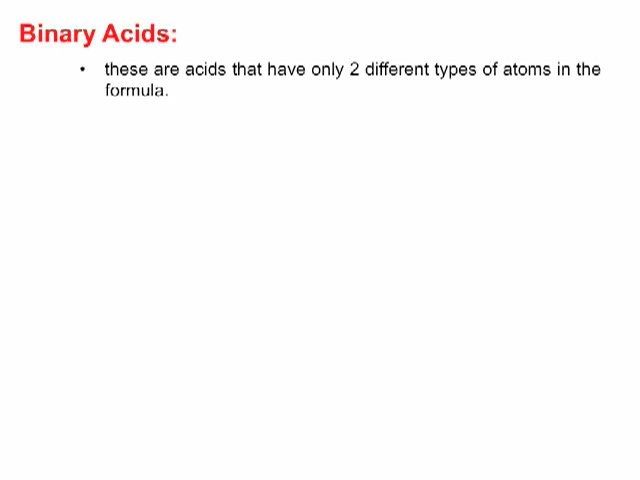 Binary Acids:
• these are acids that have only 2 different types of atoms in the
formula.